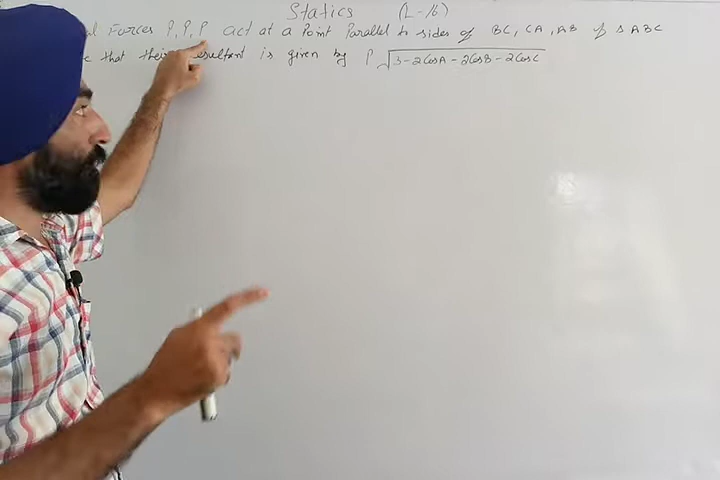 Statics (L-16)
Forces P, P, P act at a Point Parallel to sides of BC, CA, AB of Δ ABC
that their resultant is given by P √3-2CosA-2CosB-2CosC